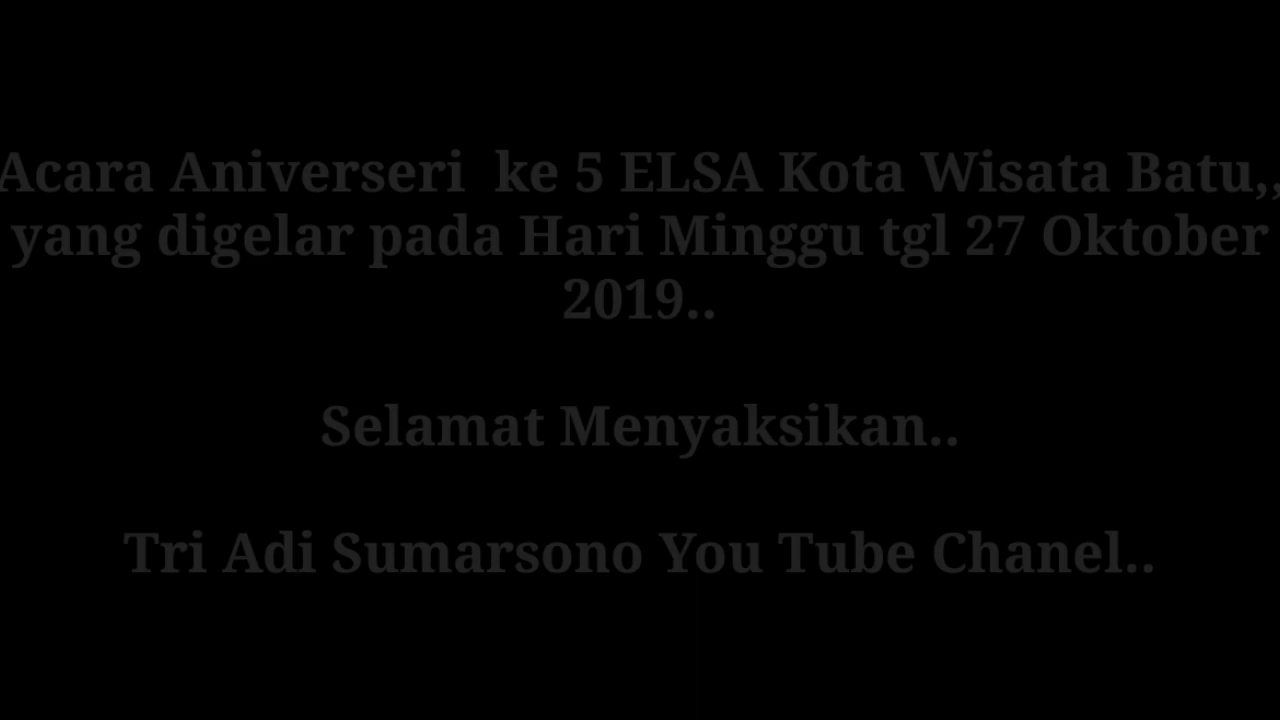 Acara Aniverseri  ke 5 ELSA Kota Wisata Batu,,
yang digelar pada Hari Minggu tgl 27 Oktober
2019..
Selamat Menyaksikan..
Tri Adi Sumarsono You Tube Chanel..